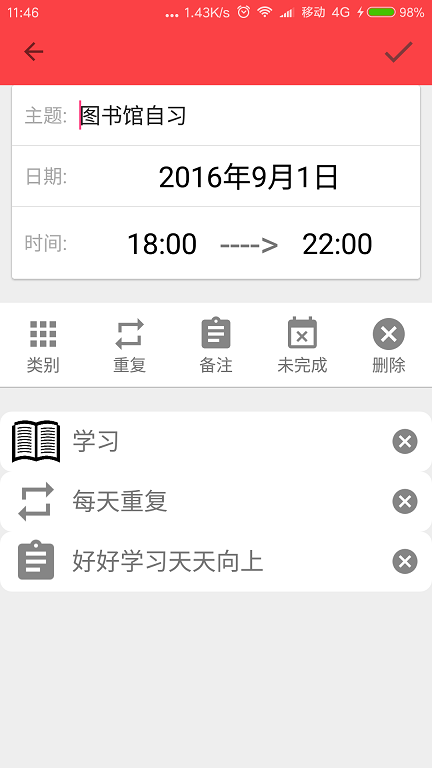 11:46 ... 1.43K/s 移动 4G 98%
主题: 图书馆自习
日期: 2016年9月1日
时间: 18:00 ----> 22:00
类别 重复 备注 未完成 删除
学习
每天重复
好好学习天天向上